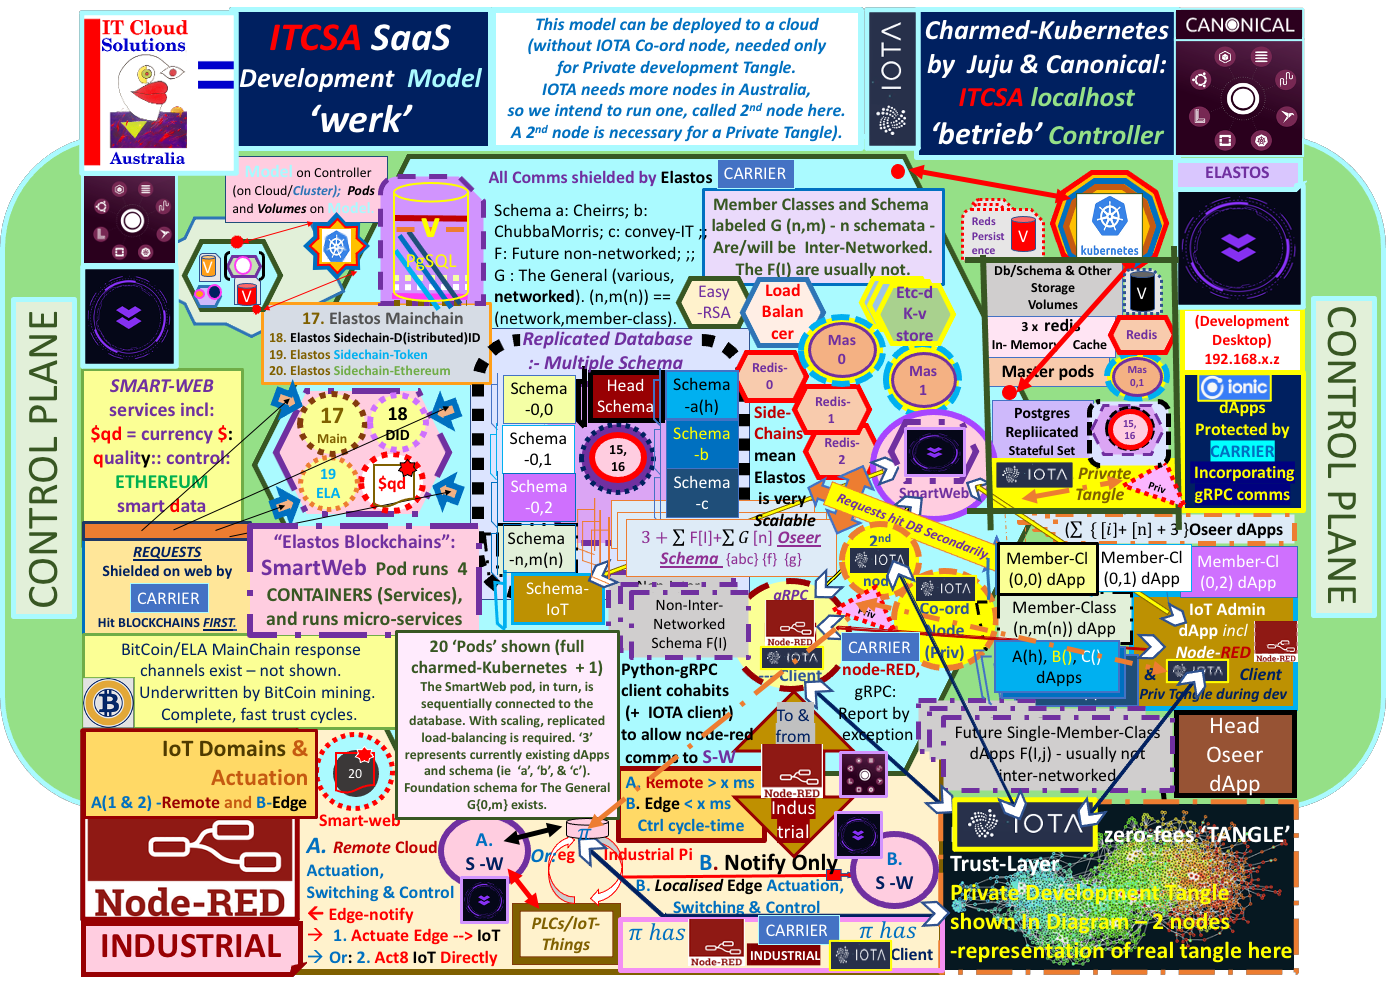 IT Cloud
Solutions
Australia
ITCSA SaaS
Development Model
‘werk’
This model can be deployed to a cloud
(without IOTA Co-ord node, needed only
for Private development Tangle.
IOTA needs more nodes in Australia,
so we intend to run one, called 2nd node here.
A 2nd node is necessary for a Private Tangle).
IOTA
Charmed-Kubernetes
by Juju & Canonical:
ITCSA localhost
‘betrieb’ Controller
CANONICAL
CONTROL PLANE
Model on Controller
(on Cloud/Cluster); Pods
and Volumes on Model.
V
V
V
PgSQL
All Comms shielded by Elastos
CARRIER
Schema a: Cheirrs; b:
ChubbaMorris; c: convey-IT ;;
F: Future non-networked; ;;
G : The General (various,
networked). (n,m(n)) ==
(network,member-class).
Member Classes and Schema
labeled G (n,m) - n schemata -
Are/will be Inter-Networked.
The F(I) are usually not.
Reds
Persist
ence
V
kubernetes
ELASTOS
17. Elastos Mainchain
18. Elastos Sidechain-D(istributed)ID
19. Elastos Sidechain-Token
20. Elastos Sidechain-Ethereum
Easy
-RSA
Load
Balan
cer
Etc-d
K-v
store
Db/Schema & Other
Storage
Volumes
V
3 x redis
In- Memory Cache
Redis
Master pods
Mas
0,1
Postgres
Repliicated
Stateful Set
15,
16
IOTA
Private
Tangle
Priv
(Development
Desktop)
192.168.x.z
ionic
dApps
Protected by
CARRIER
Incorporating
gRPC comms
CONTROL PLANE
SMART-WEB
services incl:
$qd = currency $:
quality:: control:
ETHEREUM
smart data
17
Main
18
DID
19
ELA
$qd
Replicated Database
:- Multiple Schema
Schema
-0,0
Head
Schema
Schema
-a(h)
Schema
-0,1
15,
16
Schema
-b
Schema
-0,2
Schema
-c
Schema
-n,m(n)
Schema-
IoT
Redis-
0
Mas
0
Mas
1
Redis-
1
Redis-
2
Side-
Chains
mean
Elastos
is very
Scalable
SmartWeb
Requests hit DB Secondarily
3 + ∑ F[I]+∑ G [n] Oseer
Schema {abc} {f} {g}
(∑ { [i]+ [n] + 3 }Oseer dApps
REQUESTS
Shielded on web by
CARRIER
Hit BLOCKCHAINS FIRST.
“Elastos Blockchains”:
SmartWeb Pod runs 4
CONTAINERS (Services),
and runs micro-services
Non-Inter-
Networked
Schema F(I)
gRPC
Node-RED
IOTA
Client
Priv
2nd
IOTA
node
IOTA
Co-ord
Node
(Priv)
Member-Cl
(0,0) dApp
Member-Cl
(0,1) dApp
Member-Cl
(0,2) dApp
Member-Class
(n,m(n)) dApp
A(h), B(), C()
dApps
IoT Admin
dApp incl
Node-RED
Node-RED
& IOTA Client
Priv Tangle during dev
BitCoin/ELA MainChain response
channels exist – not shown.
Underwritten by BitCoin mining.
Complete, fast trust cycles.
20 ‘Pods’ shown (full
charmed-Kubernetes + 1)
The SmartWeb pod, in turn, is
sequentially connected to the
database. With scaling, replicated
load-balancing is required. ‘3’
represents currently existing dApps
and schema (ie ‘a’, ‘b’, & ‘c’).
Foundation schema for The General
G{0,m} exists.
Python-gRPC
client cohabits
(+ IOTA client)
to allow node-red
comms to S-W
CARRIER
node-RED,
gRPC:
Report by
exception
To &
from
Node-RED
Indus
trial
Future Single-Member-Class
dApps F(I,j) - usually not
inter-networked
Head
Oseer
dApp
IoT Domains &
Actuation
A(1 & 2) -Remote and B-Edge
20
Smart-web
A. Remote > x ms
B. Edge < x ms
Ctrl cycle-time
Node-RED
INDUSTRIAL
A. Remote Cloud
Actuation,
Switching & Control
← Edge-notify
→ 1. Actuate Edge --> IoT
→ Or: 2. Act8 IoT Directly
A.
S -W
π
Or: eg
Industrial Pi
PLCs/IoT-
Things
B. Notify Only
B. Localised Edge Actuation,
Switching & Control
B.
S -W
π has
Node-RED
CARRIER
INDUSTRIAL
π has
IOTA
Client
IOTA
zero-fees ‘TANGLE’
Trust-Layer
Private Development Tangle
shown In Diagram – 2 nodes
-representation of real tangle here